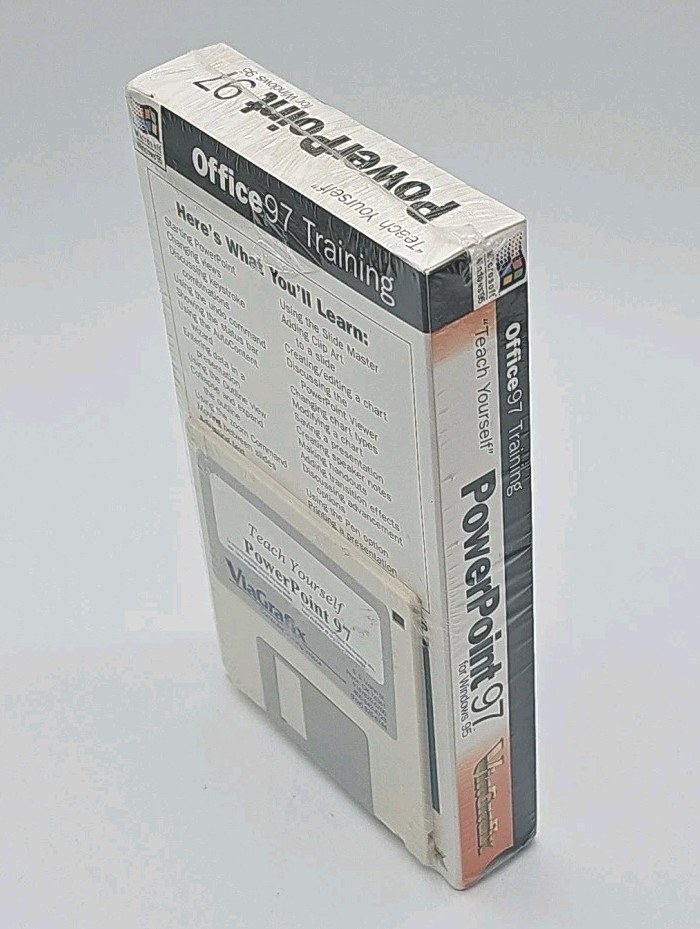 PowerPoint 97
for Windows 95
"Teach Yourself"
Office97 Training
Here's What You'll Learn:
Starting PowerPoint
Changing views
Discussing Keystroke
combinations
Using the undo command
Showing the status bar
Using the AutoContent
Wizard
Entering data in a
presentation
Using the Outline view
Collapse and expand
Using the Zoom Command
Moving between slides
Using the Slide Master
Adding Clip Art
to a slide
Creating/editing a chart
Discussing the
PowerPoint Viewer
Changing chart types
Modifying a chart
Saving a presentation
Creating speaker notes
Making handouts
Adding transition effects
Discussing advancement
options
Using the Pen option
Printing a presentation
Teach Yourself
PowerPoint 97
ViaGrafix
Microsoft
Windows95
Office97 Training
"Teach Yourself"
PowerPoint 97
for Windows 95
ViaGrafix